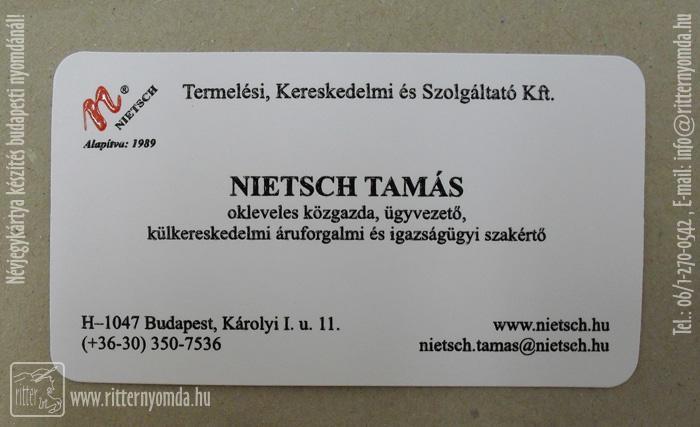 NIETSCH
®
Alapítva: 1989
Termelési, Kereskedelmi és Szolgáltató Kft.
NIETSCH TAMÁS
okleveles közgazda, ügyvezető,
külkereskedelmi áruforgalmi és igazságügyi szakértő
H–1047 Budapest, Károlyi I. u. 11.
(+36-30) 350-7536
www.nietsch.hu
nietsch.tamas@nietsch.hu
Névjegykártya készítés budapesti nyomdánál!
Tel.: 06/1-270-0542 E-mail: info@ritternyomda.hu
ritter
www.ritternyomda.hu